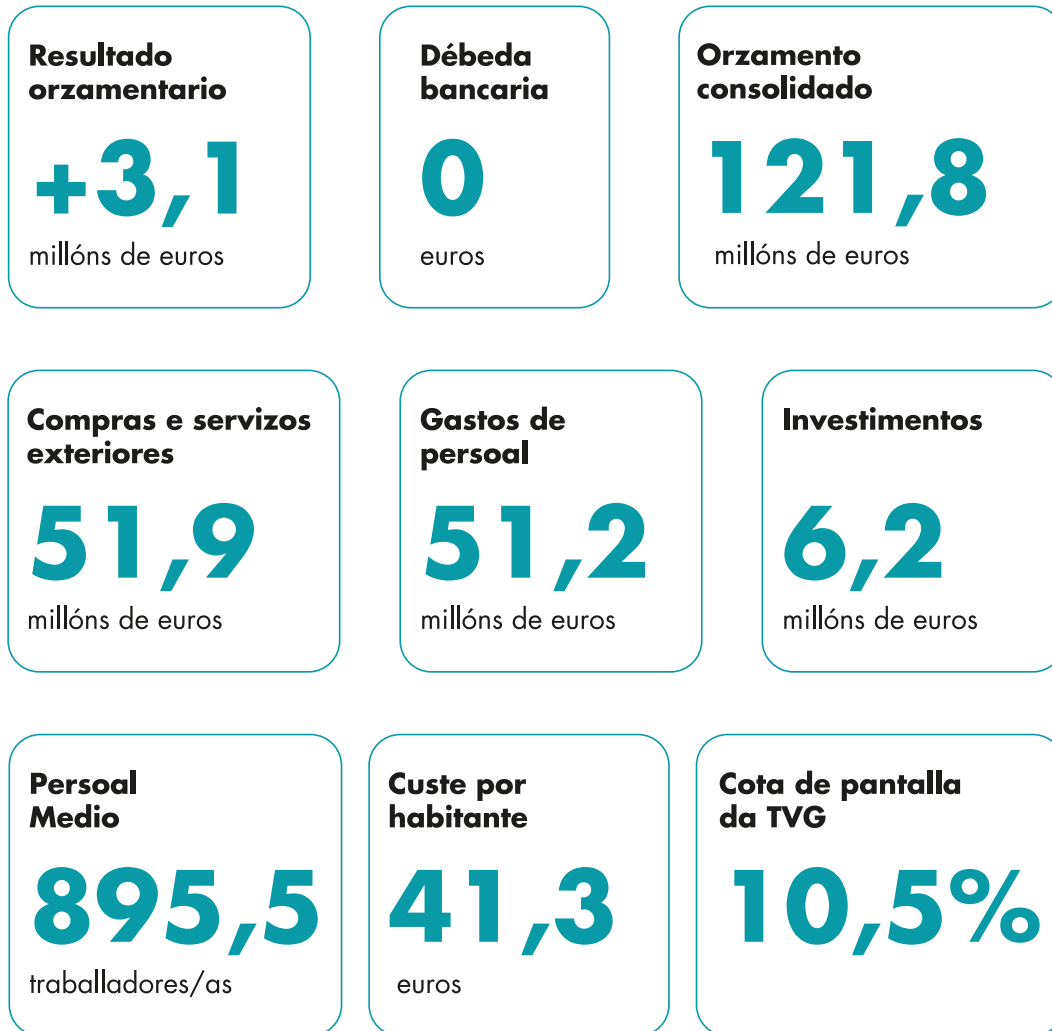 Resultado
orzamentario
+3,1
millóns de euros
Débeda
bancaria
0
euros
Orzamento
consolidado
121,8
millóns de euros
Compras e servizos
exteriores
51,9
millóns de euros
Gastos de
persoal
51,2
millóns de euros
Investimentos
6,2
millóns de euros
Persoal
Medio
895,5
traballadores/as
Custe por
habitante
41,3
euros
Cota de pantalla
da TVG
10,5%